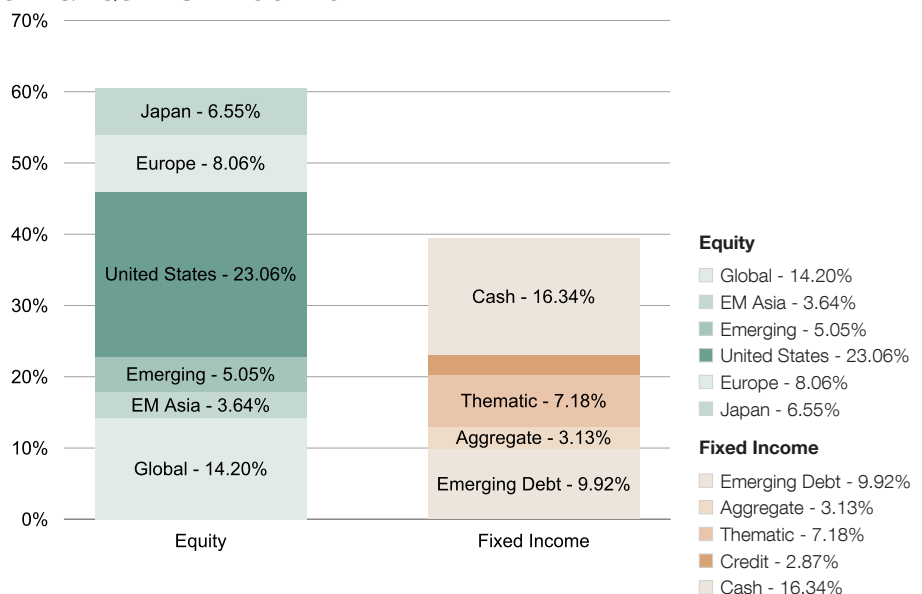 70%
60%
50%
40%
30%
20%
10%
0%
Japan - 6.55%
Europe - 8.06%
United States - 23.06%
Emerging - 5.05%
EM Asia - 3.64%
Global - 14.20%
Equity
Cash - 16.34%
Thematic - 7.18%
Aggregate - 3.13%
Emerging Debt - 9.92%
Fixed Income
Equity
Global - 14.20%
EM Asia - 3.64%
Emerging - 5.05%
United States - 23.06%
Europe - 8.06%
Japan - 6.55%
Fixed Income
Emerging Debt - 9.92%
Aggregate - 3.13%
Thematic - 7.18%
Credit - 2.87%
Cash - 16.34%